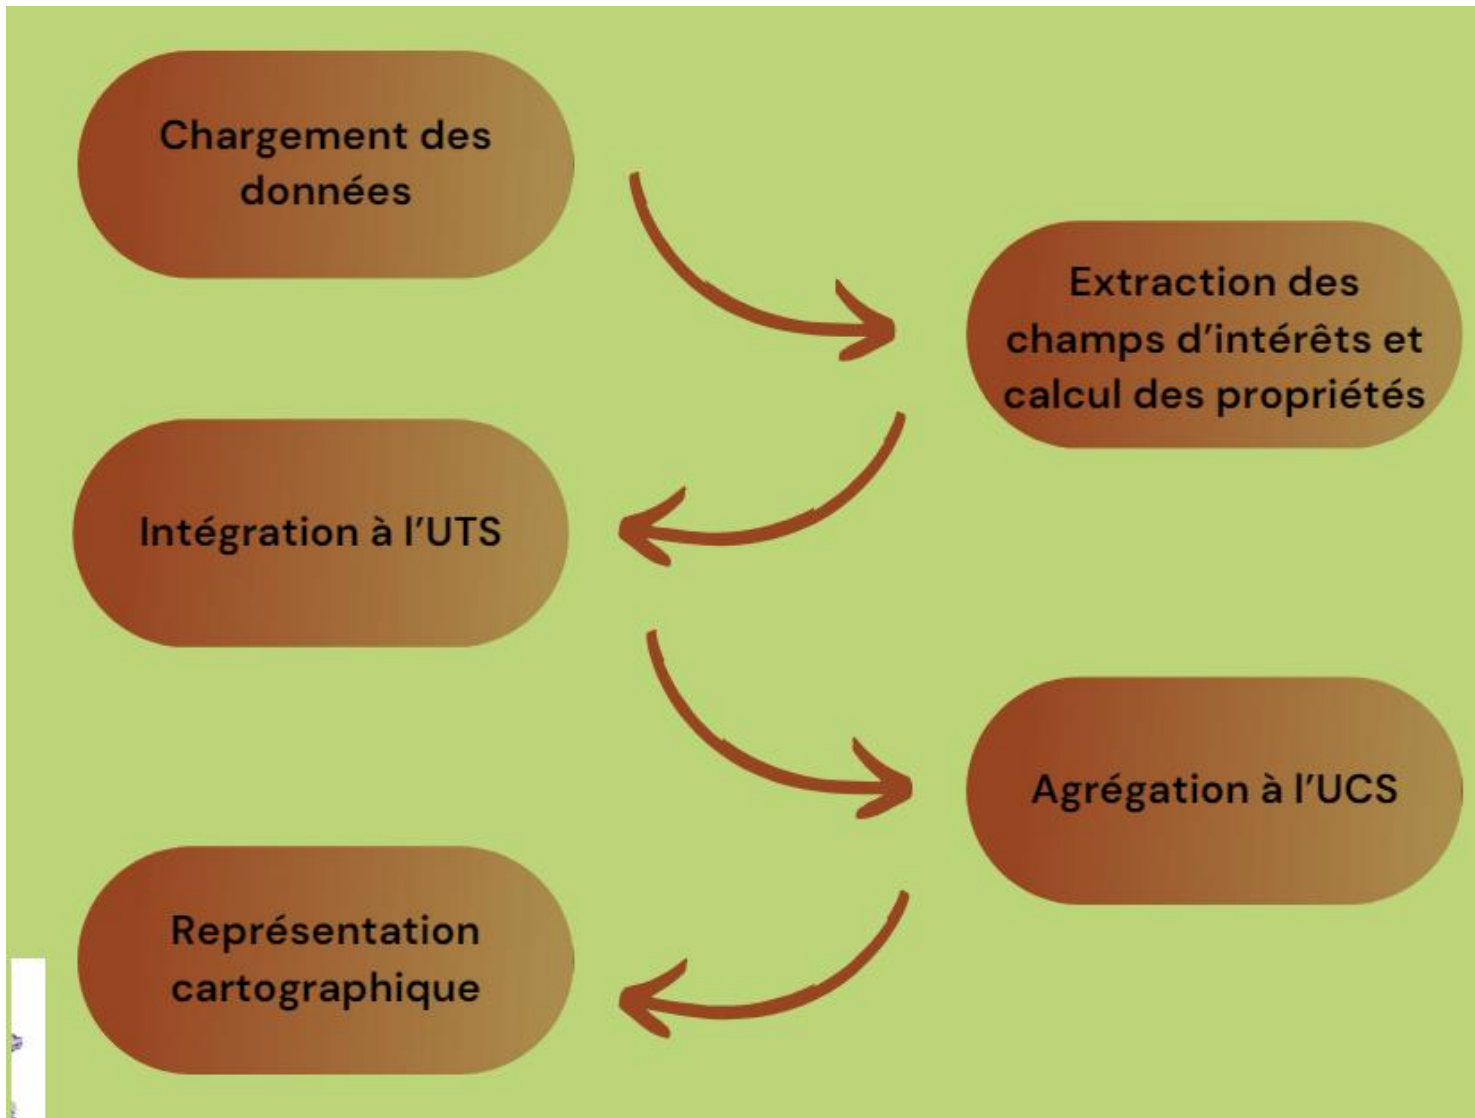 Chargement des
données
Extraction des
champs d'intérêts et
calcul des propriétés
Intégration à l'UTS
Agrégation à l'UCS
Représentation
cartographique